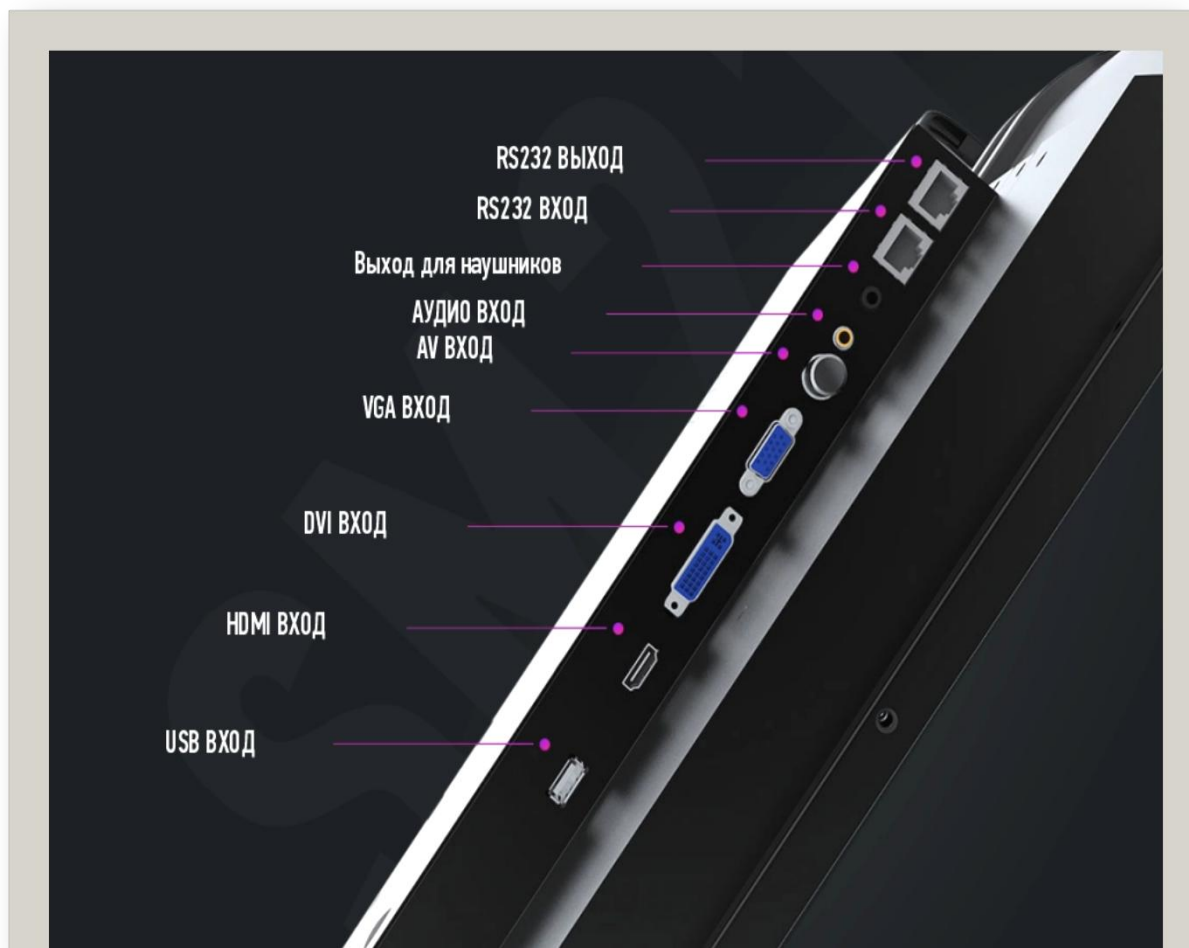 RS232 ВЫХОД
RS232 ВХОД
Выход для наушников
АУДИО ВХОД
AV ВХОД
VGA ВХОД
DVI ВХОД
HDMI ВХОД
USB ВХОД